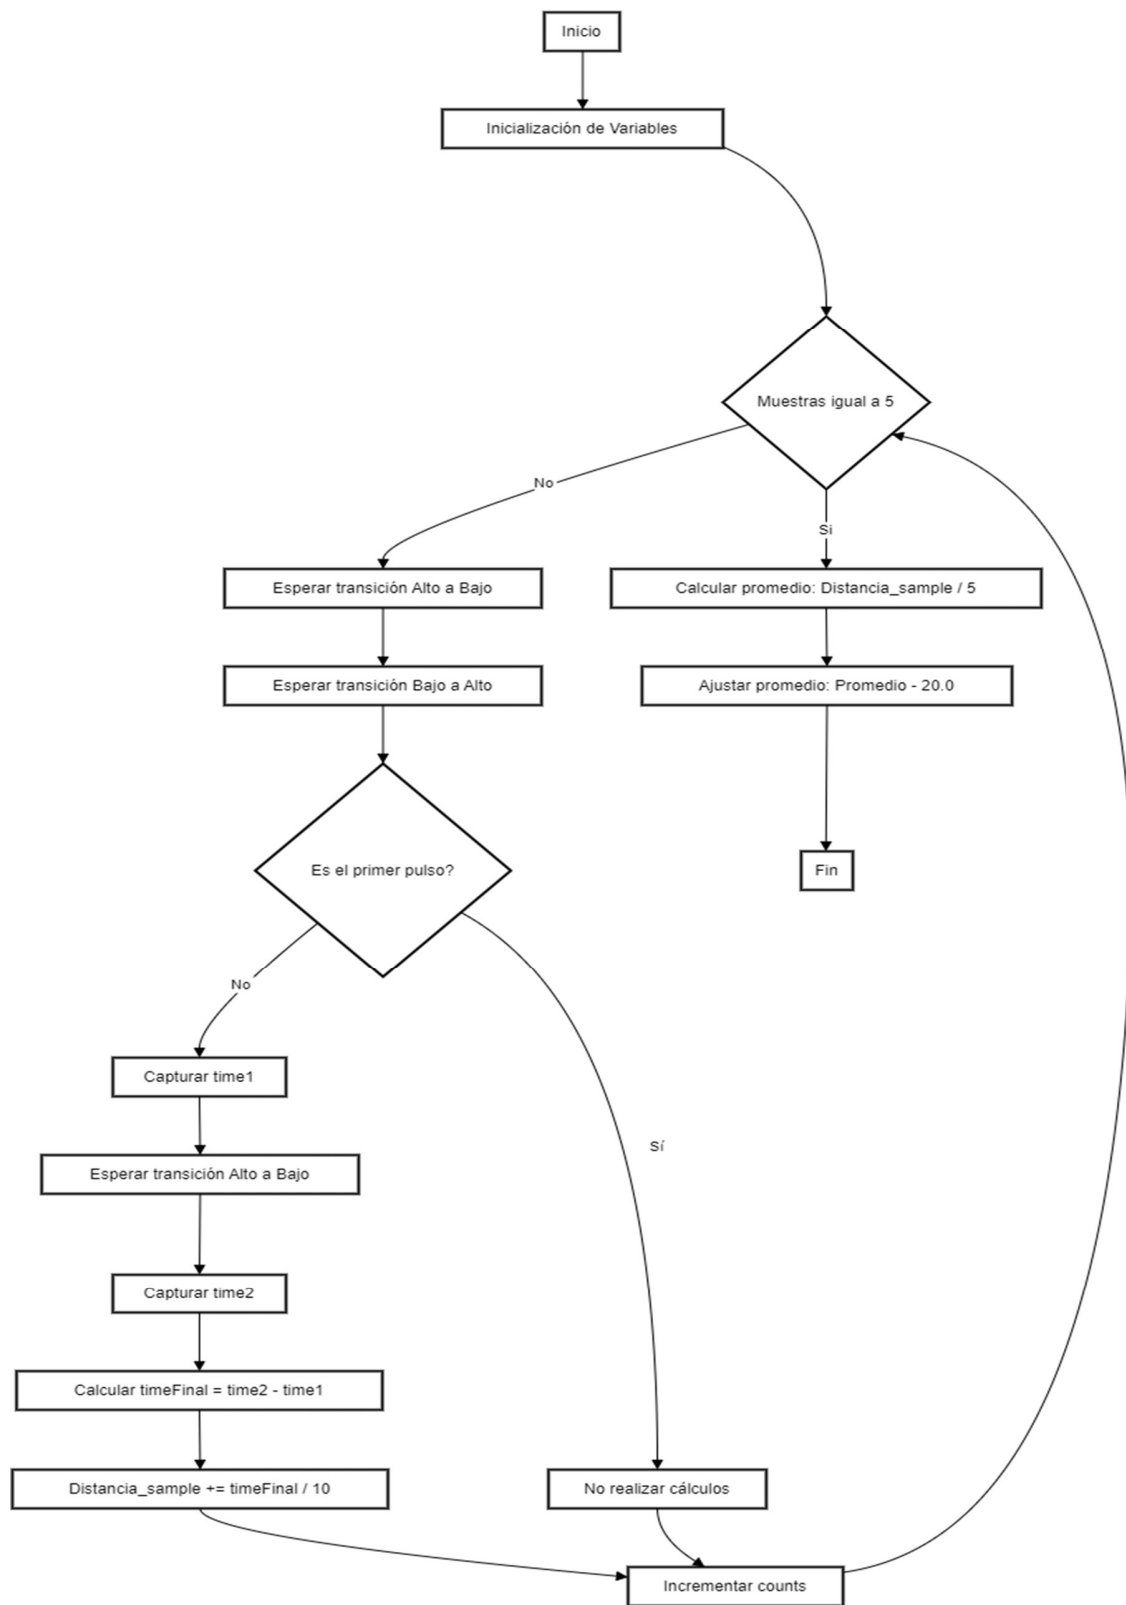 Inicio
Inicialización de Variables
Muestras igual a 5
No
Si
Esperar transición Alto a Bajo
Calcular promedio: Distancia_sample / 5
Esperar transición Bajo a Alto
Ajustar promedio: Promedio - 20.0
Es el primer pulso?
Fin
No
Capturar time1
Sí
Esperar transición Alto a Bajo
Capturar time2
Calcular timeFinal = time2 - time1
Distancia_sample += timeFinal / 10
No realizar cálculos
Incrementar counts